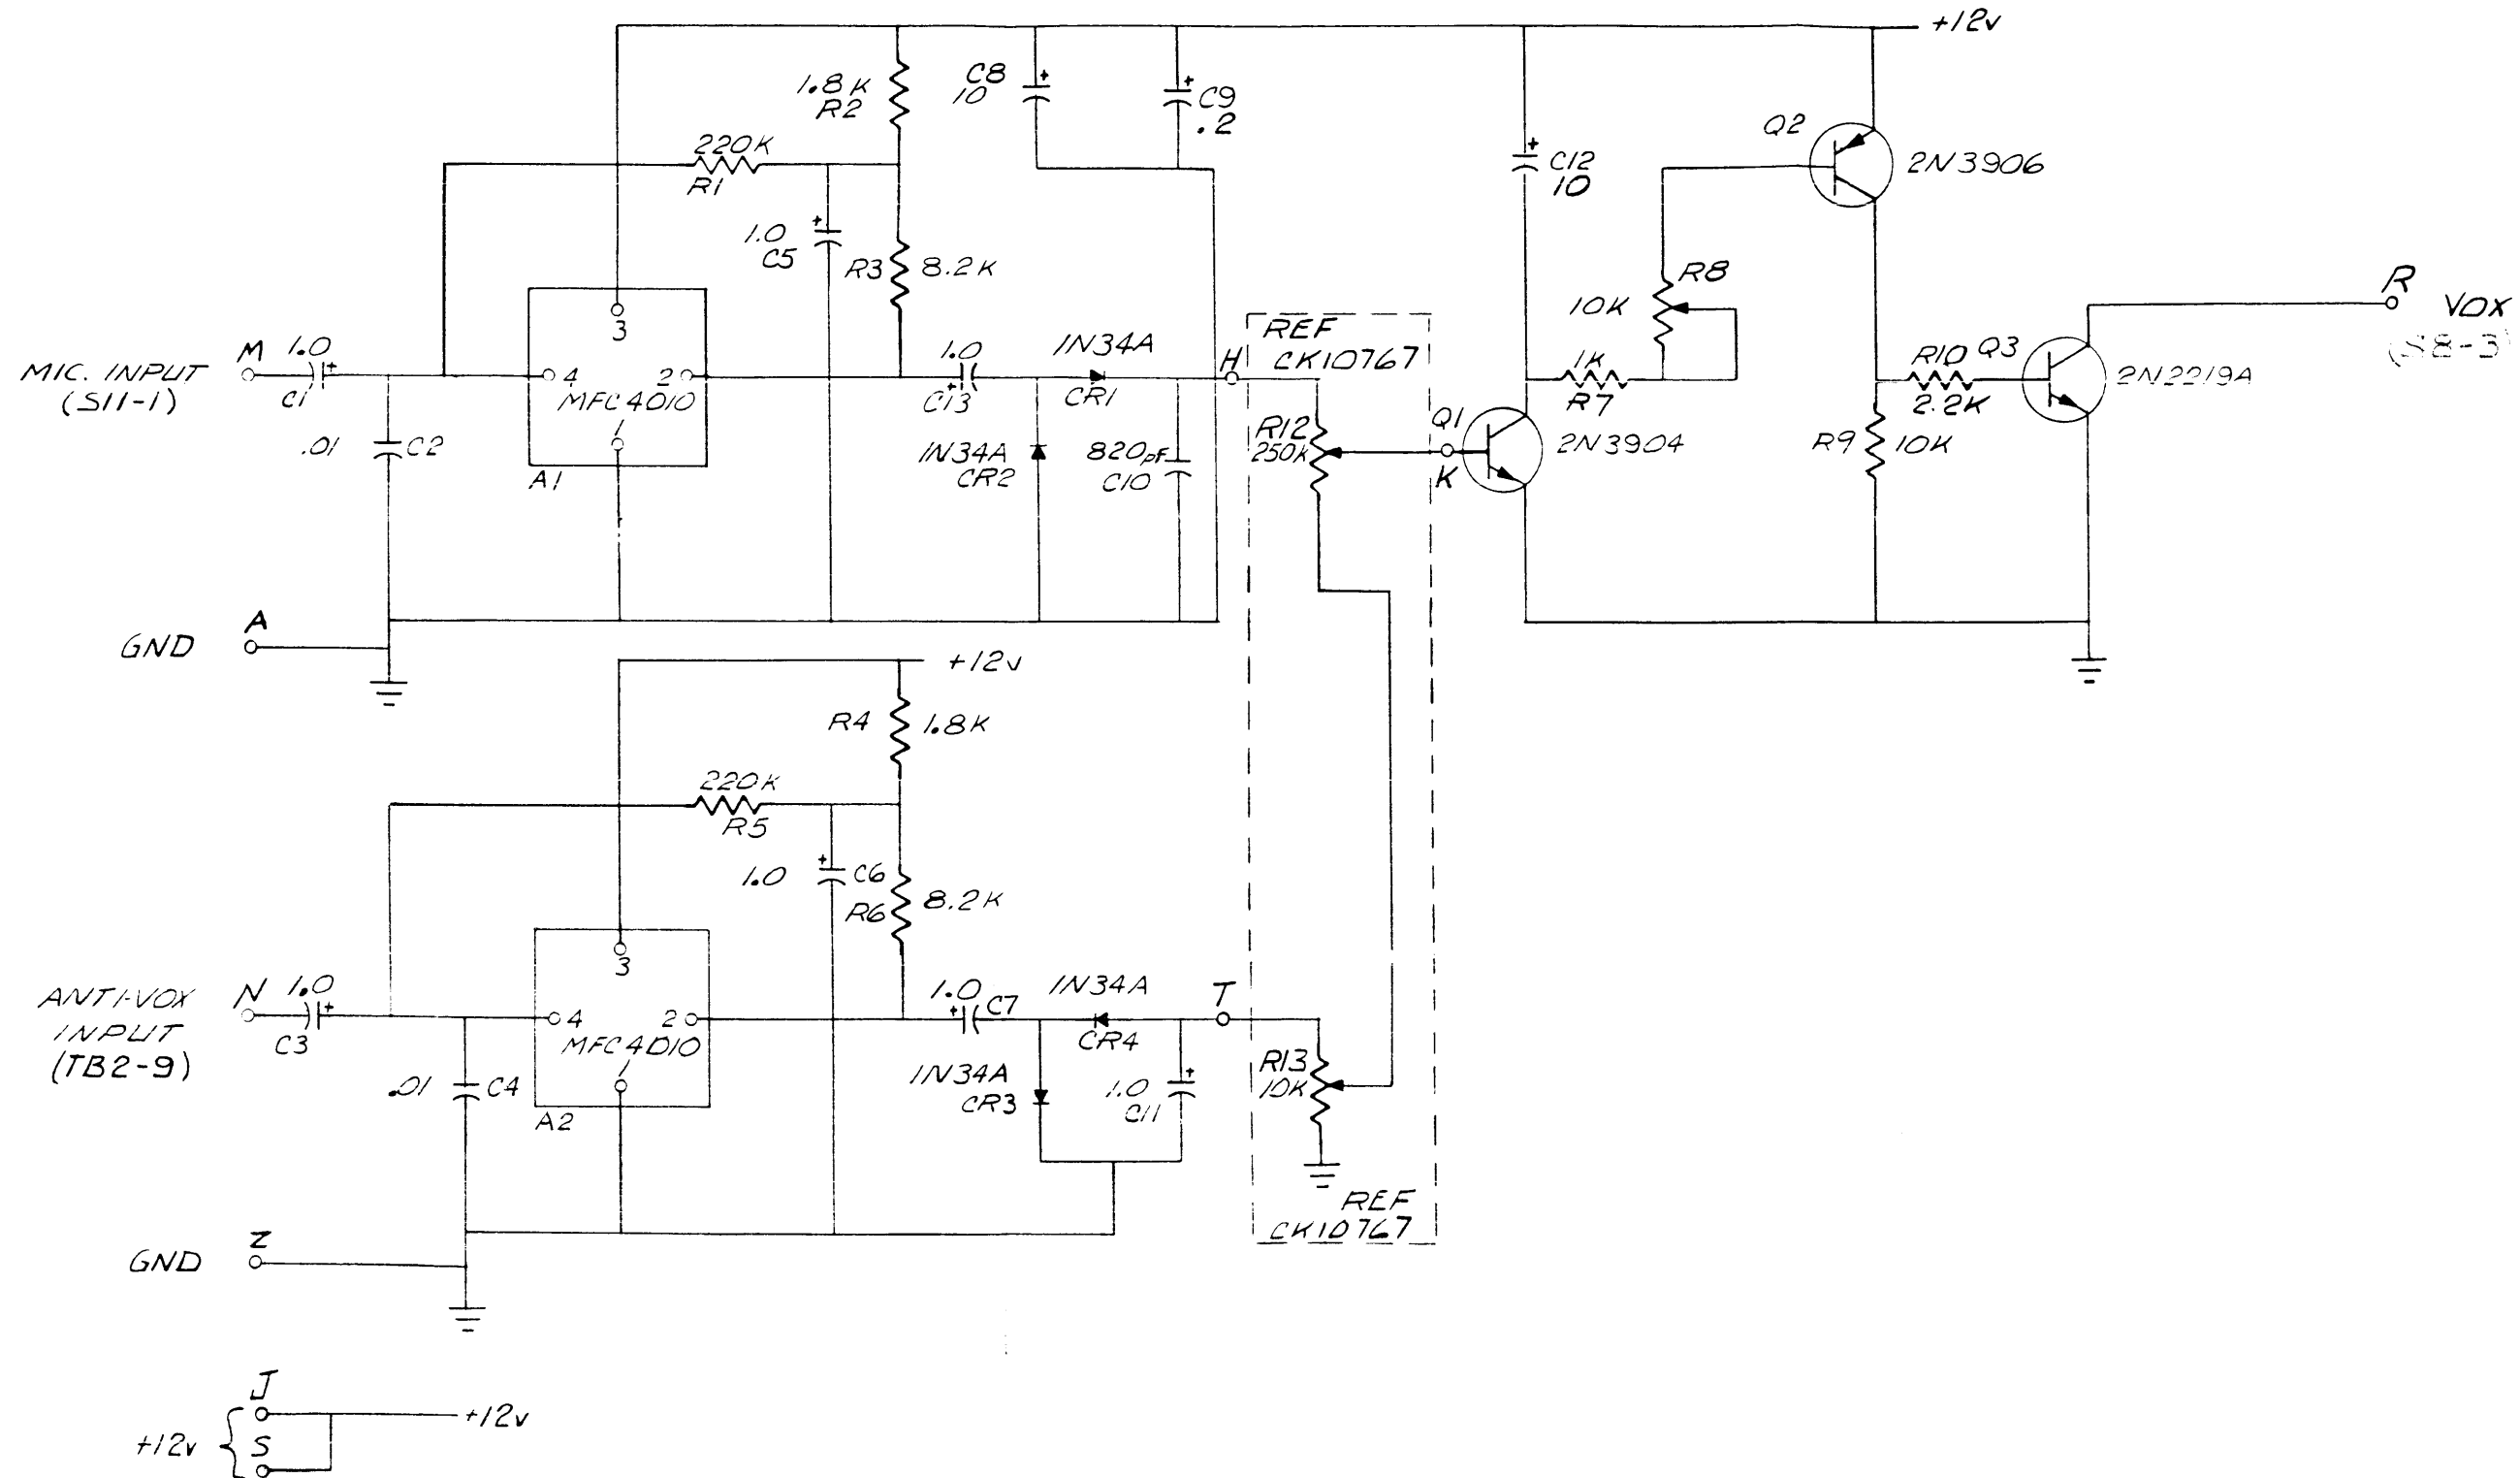 +12v
1.8K
R2
C8
10
+
+
C9
.2
220K
R1
1.0
+
C5
R3
8.2K
+
C12
10
Q2
2N3906
R8
10K
1K
R7
R
VOX
(S8-3)
MIC. INPUT
(S11-1)
M
1.0
+
C1
.01
C2
3
4
2
MFC4010
1
A1
1.0
+
C13
1N34A
CR1
1N34A
CR2
820pF
C10
H
REF
CK10767
R12
250K
Q1
K
2N3904
R10
2.2K
Q3
2N2219A
R9
10K
GND
A
+12v
R4
1.8K
220K
R5
1.0
+
C6
R6
8.2K
ANTI-VOX
INPUT
(TB2-9)
N
1.0
+
C3
.01
C4
3
4
2
MFC4010
1
A2
1.0
+
C7
1N34A
CR4
1N34A
CR3
1.0
+
C11
T
R13
10K
REF
CK10767
GND
Z
+12v {
J
S
+12v